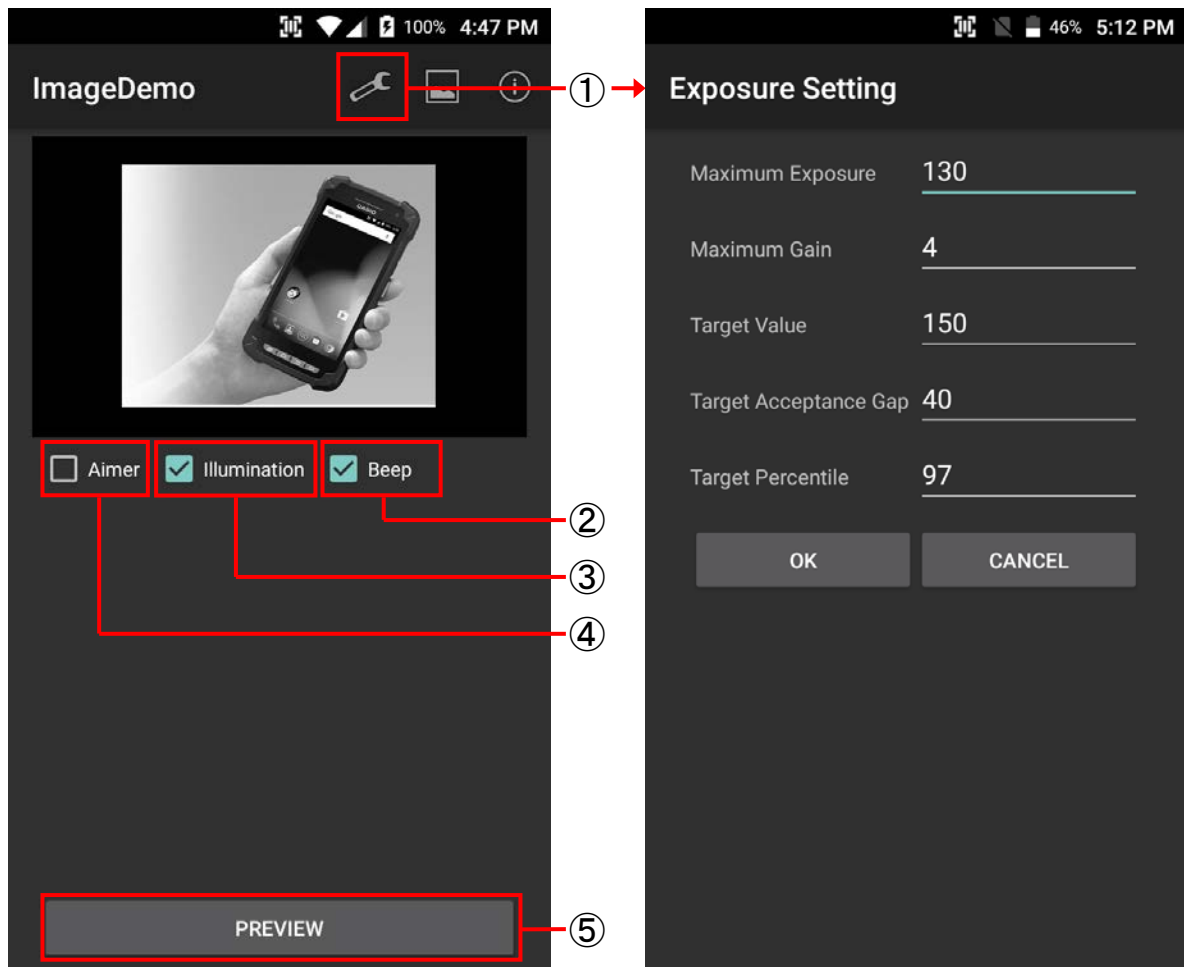 100% 4:47 PM
ImageDemo
CASIO
Google
Aimer
Illumination
Beep
PREVIEW
①
②
③
④
⑤
46% 5:12 PM
Exposure Setting
Maximum Exposure 130
Maximum Gain 4
Target Value 150
Target Acceptance Gap 40
Target Percentile 97
OK CANCEL